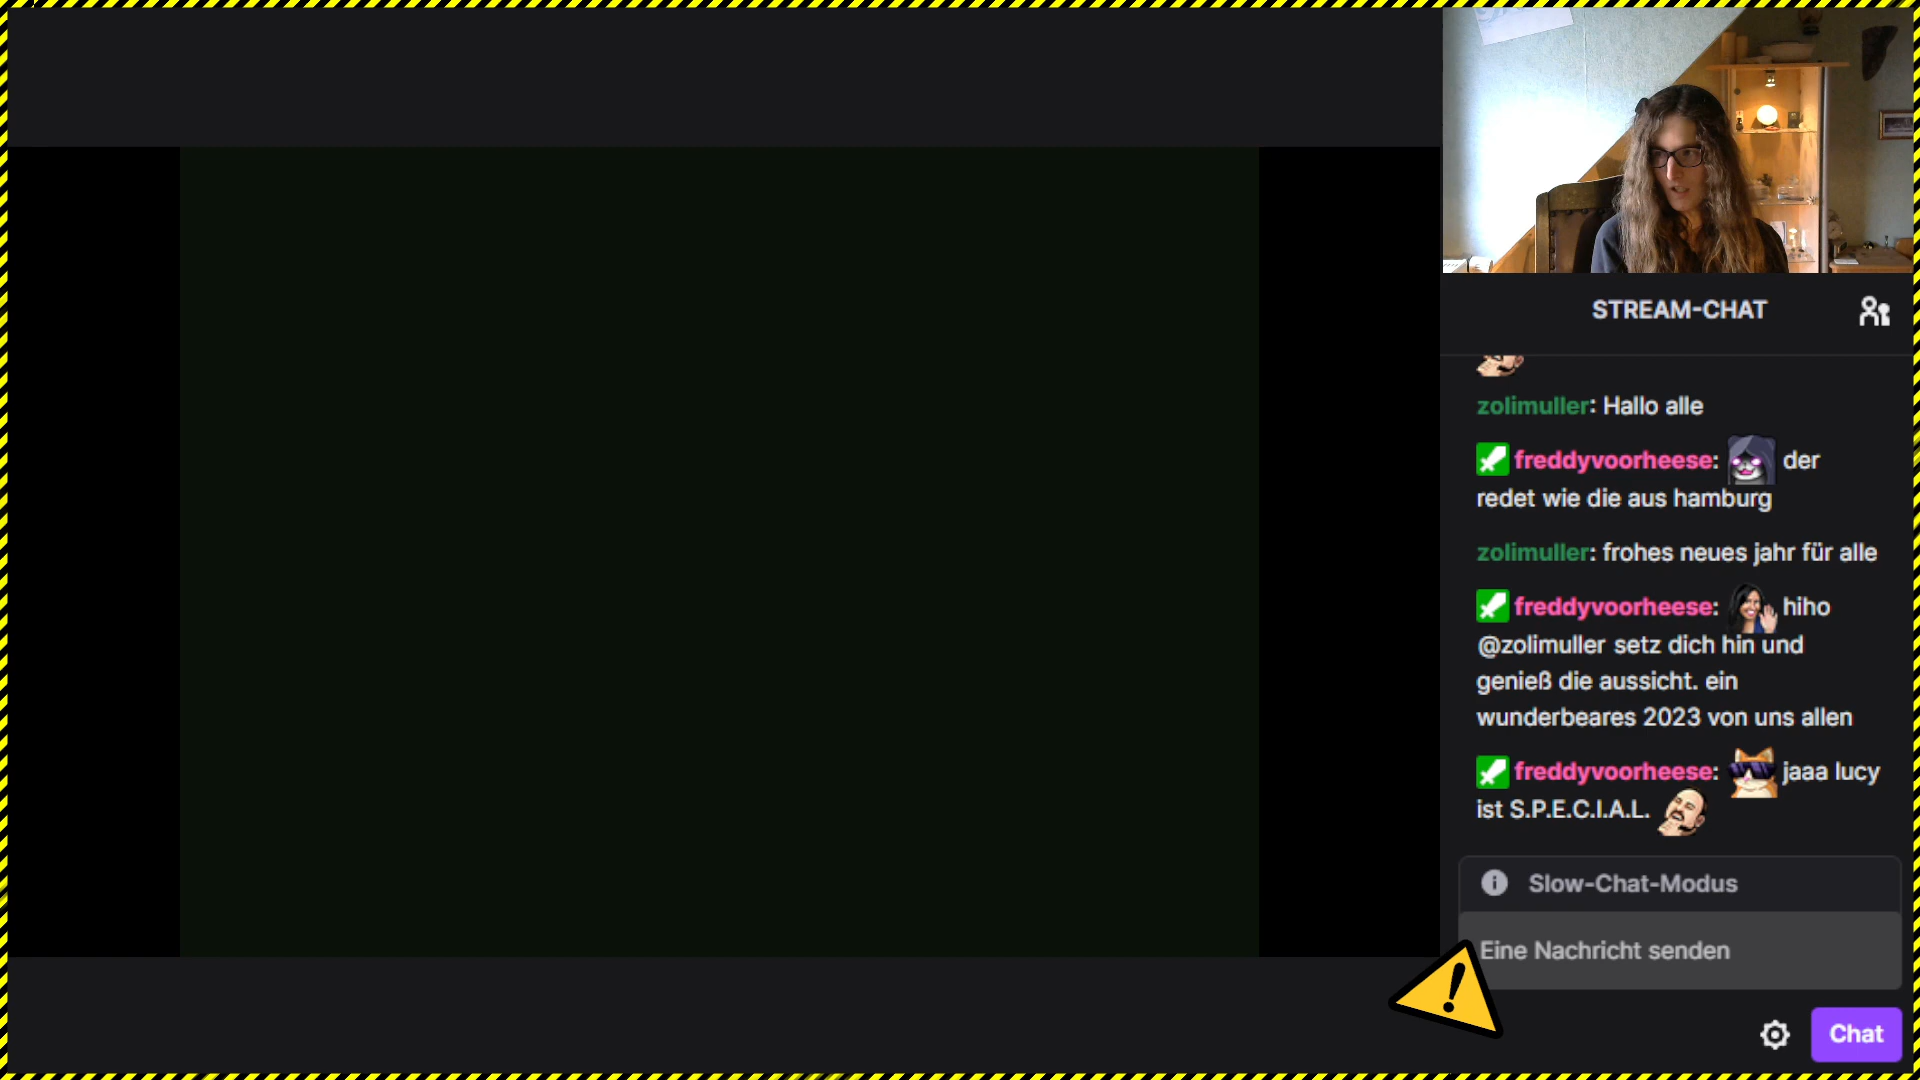 STREAM-CHAT
zolimuller: Hallo alle
freddyvoorheese: der
redet wie die aus hamburg
zolimuller: frohes neues jahr für alle
freddyvoorheese: hiho
@zolimuller setz dich hin und
genieß die aussicht. ein
wunderbeares 2023 von uns allen
freddyvoorheese: jaaa lucy
ist S.P.E.C.I.A.L.
Slow-Chat-Modus
Eine Nachricht senden
!
Chat